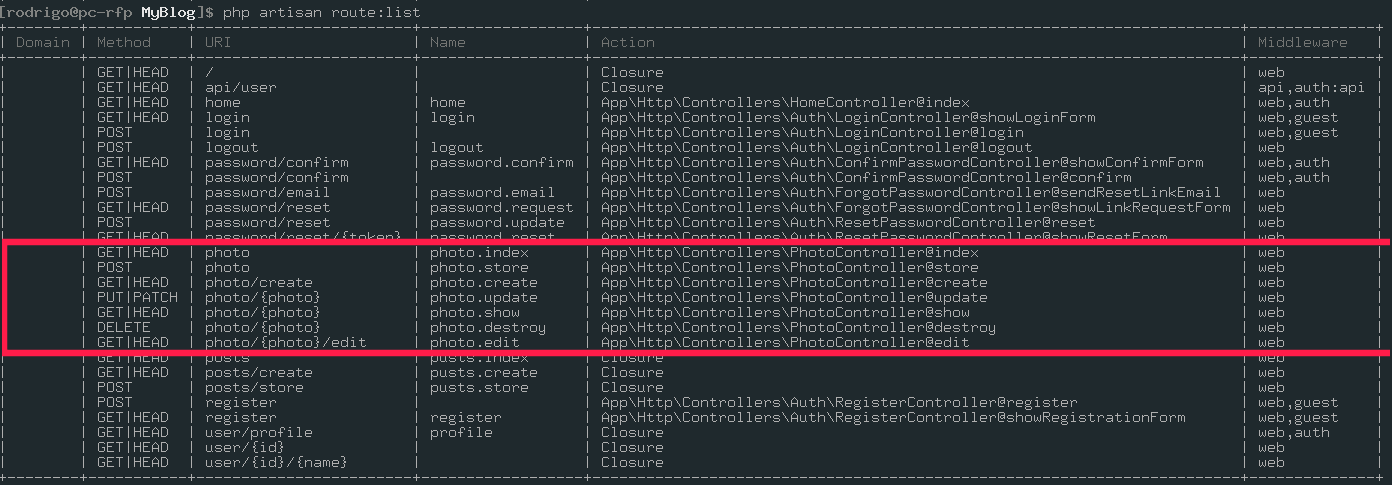 [rodrigo@pc-rfp MyBlog]$ php artisan route:list
+--------+-----------+------------------------+------------------+------------------------------------------------------------------------+--------------+
| Domain | Method    | URI                    | Name             | Action                                                                 | Middleware   |
+--------+-----------+------------------------+------------------+------------------------------------------------------------------------+--------------+
|        | GET|HEAD  | /                      |                  | Closure                                                                | web          |
|        | GET|HEAD  | api/user               |                  | Closure                                                                | api,auth:api |
|        | GET|HEAD  | home                   | home             | App\Http\Controllers\HomeController@index                              | web,auth     |
|        | GET|HEAD  | login                  | login            | App\Http\Controllers\Auth\LoginController@showLoginForm                | web,guest    |
|        | POST      | login                  |                  | App\Http\Controllers\Auth\LoginController@login                        | web,guest    |
|        | POST      | logout                 | logout           | App\Http\Controllers\Auth\LoginController@logout                       | web          |
|        | GET|HEAD  | password/confirm       | password.confirm | App\Http\Controllers\Auth\ConfirmPasswordController@showConfirmForm    | web,auth     |
|        | POST      | password/confirm       |                  | App\Http\Controllers\Auth\ConfirmPasswordController@confirm            | web,auth     |
|        | POST      | password/email         | password.email   | App\Http\Controllers\Auth\ForgotPasswordController@sendResetLinkEmail  | web          |
|        | GET|HEAD  | password/reset         | password.request | App\Http\Controllers\Auth\ForgotPasswordController@showLinkRequestForm | web          |
|        | POST      | password/reset         | password.update  | App\Http\Controllers\Auth\ResetPasswordController@reset                | web          |
|        | GET|HEAD  | password/reset/{token} | password.reset   | App\Http\Controllers\Auth\ResetPasswordController@showResetForm        | web          |
|        | GET|HEAD  | photo                  | photo.index      | App\Http\Controllers\PhotoController@index                             | web          |
|        | POST      | photo                  | photo.store      | App\Http\Controllers\PhotoController@store                             | web          |
|        | GET|HEAD  | photo/create           | photo.create     | App\Http\Controllers\PhotoController@create                            | web          |
|        | PUT|PATCH | photo/{photo}          | photo.update     | App\Http\Controllers\PhotoController@update                            | web          |
|        | GET|HEAD  | photo/{photo}          | photo.show       | App\Http\Controllers\PhotoController@show                              | web          |
|        | DELETE    | photo/{photo}          | photo.destroy    | App\Http\Controllers\PhotoController@destroy                           | web          |
|        | GET|HEAD  | photo/{photo}/edit     | photo.edit       | App\Http\Controllers\PhotoController@edit                              | web          |
|        | GET|HEAD  | posts                  | pusts.index      | Closure                                                                | web          |
|        | GET|HEAD  | posts/create           | pusts.create     | Closure                                                                | web          |
|        | POST      | posts/store            | pusts.store      | Closure                                                                | web          |
|        | POST      | register               |                  | App\Http\Controllers\Auth\RegisterController@register                  | web,guest    |
|        | GET|HEAD  | register               | register         | App\Http\Controllers\Auth\RegisterController@showRegistrationForm      | web,guest    |
|        | GET|HEAD  | user/profile           | profile          | Closure                                                                | web,auth     |
|        | GET|HEAD  | user/{id}              |                  | Closure                                                                | web          |
|        | GET|HEAD  | user/{id}/{name}       |                  | Closure                                                                | web          |
+--------+-----------+------------------------+------------------+------------------------------------------------------------------------+--------------+